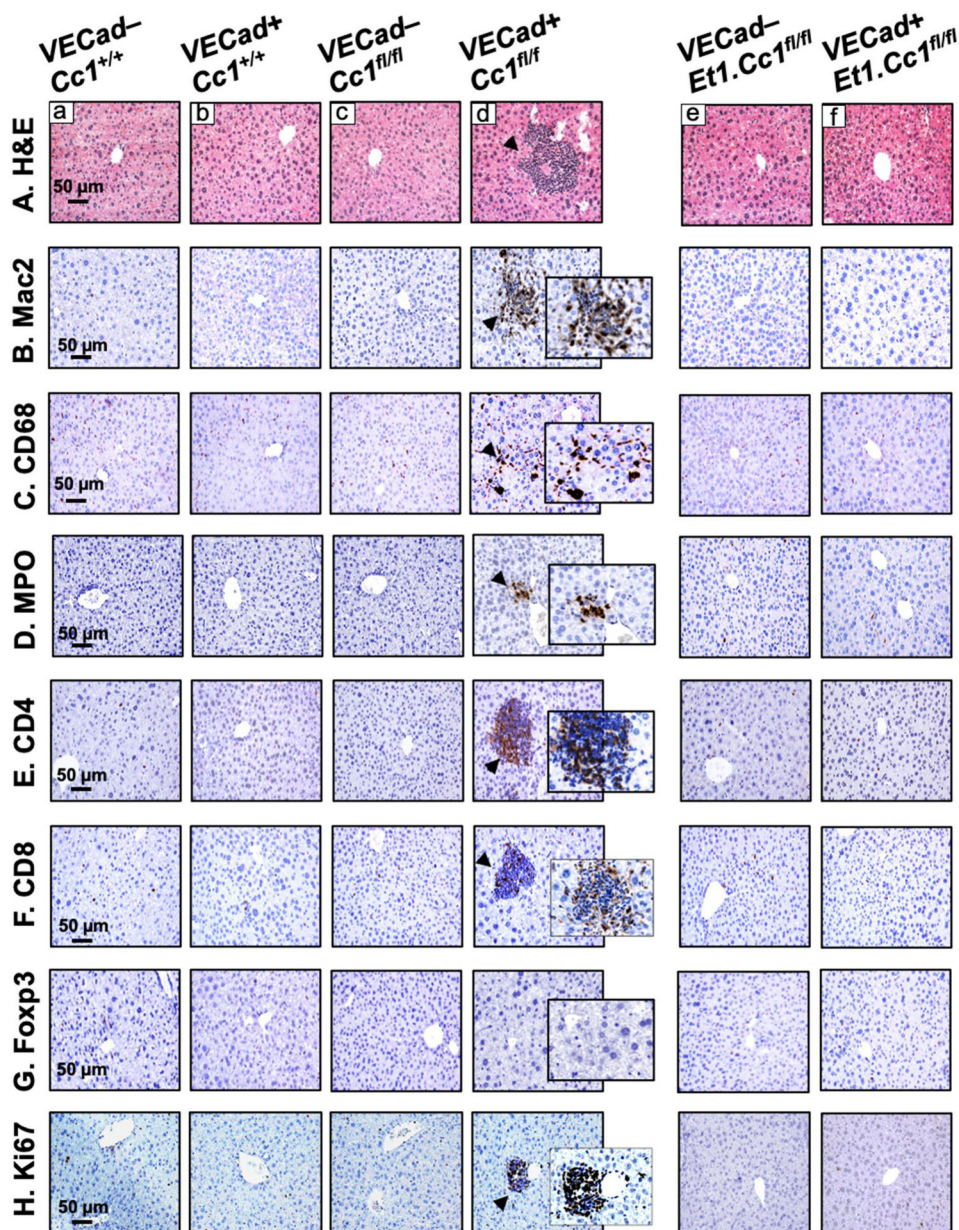 VECad–
Cc1+/+
VECad+
Cc1+/+
VECad–
Cc1fl/fl
VECad+
Cc1fl/f
VECad–
Et1.Cc1fl/fl
VECad+
Et1.Cc1fl/fl
A. H&E
a
b
c
d
e
f
50 µm
B. Mac2
50 µm
C. CD68
50 µm
D. MPO
50 µm
E. CD4
50 µm
F. CD8
50 µm
G. Foxp3
50 µm
H. Ki67
50 µm